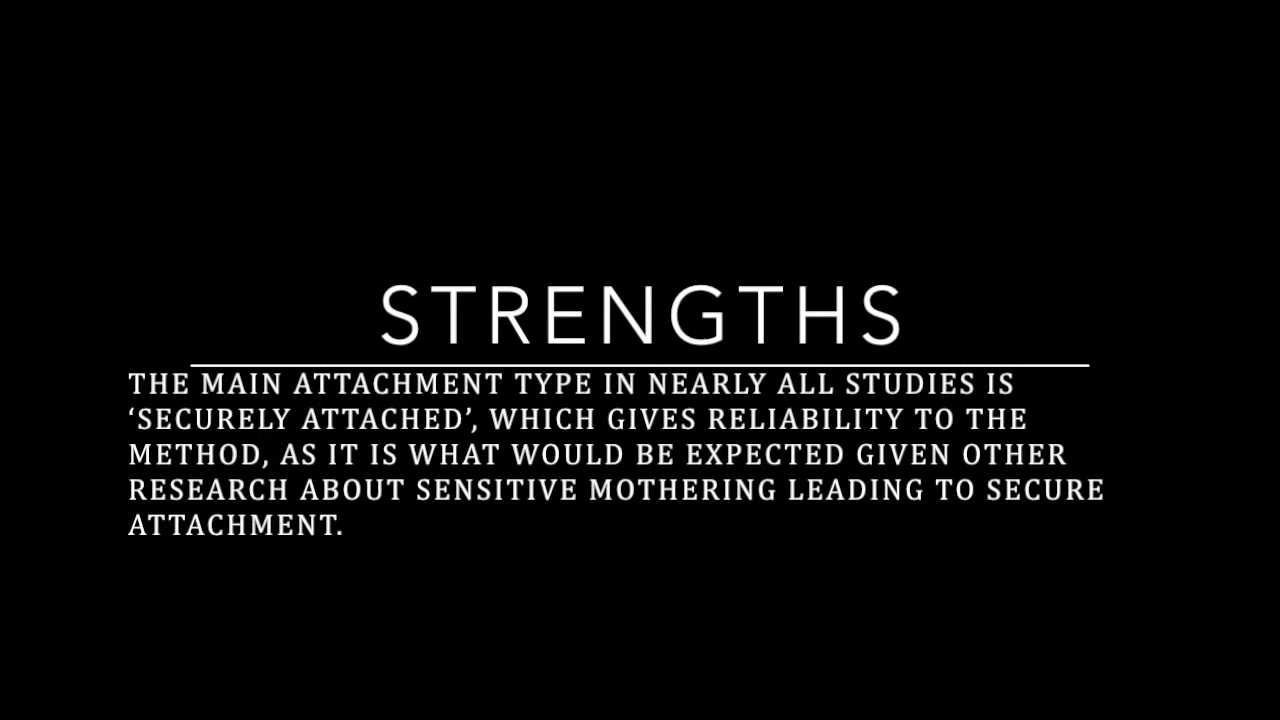 STRENGTHS
THE MAIN ATTACHMENT TYPE IN NEARLY ALL STUDIES IS
‘SECURELY ATTACHED’, WHICH GIVES RELIABILITY TO THE
METHOD, AS IT IS WHAT WOULD BE EXPECTED GIVEN OTHER
RESEARCH ABOUT SENSITIVE MOTHERING LEADING TO SECURE
ATTACHMENT.